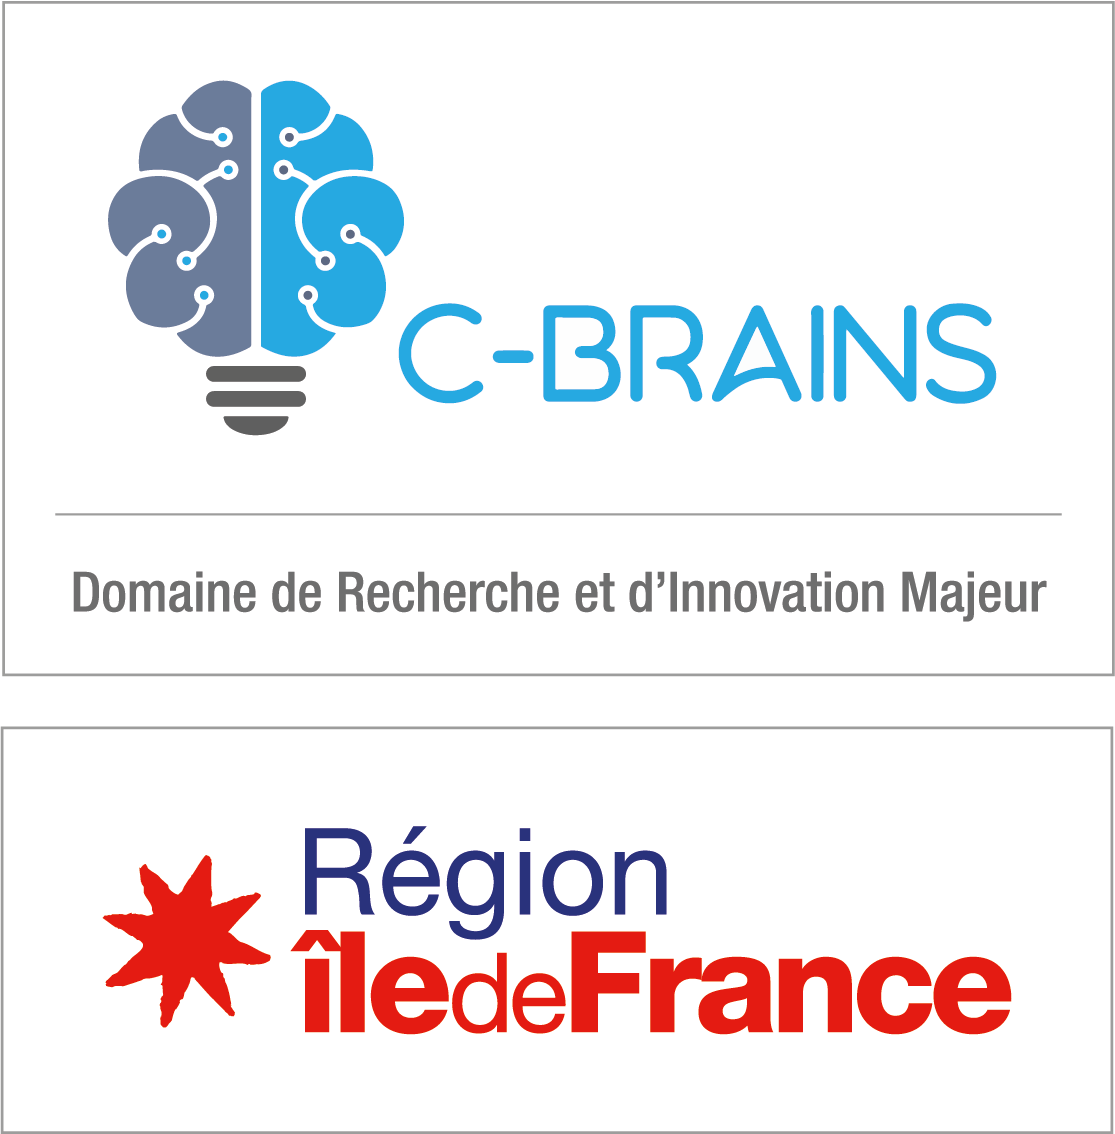 C-BRAINS
Domaine de Recherche et d’Innovation Majeur
Région
îledeFrance